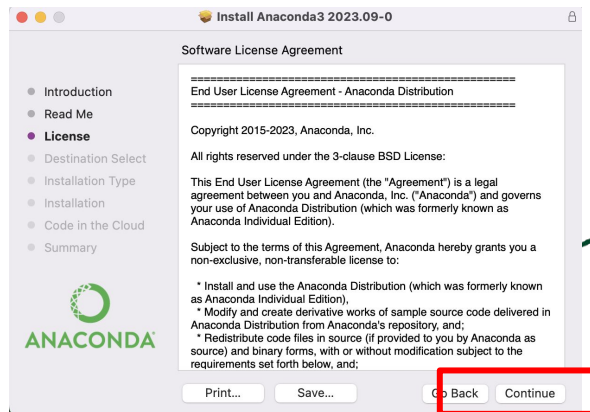 Install Anaconda3 2023.09-0
Software License Agreement
Introduction
Read Me
License
Destination Select
Installation Type
Installation
Code in the Cloud
Summary
ANACONDA
==================================================
End User License Agreement - Anaconda Distribution
==================================================
Copyright 2015-2023, Anaconda, Inc.
All rights reserved under the 3-clause BSD License:
This End User License Agreement (the "Agreement") is a legal
agreement between you and Anaconda, Inc. ("Anaconda") and governs
your use of Anaconda Distribution (which was formerly known as
Anaconda Individual Edition).
Subject to the terms of this Agreement, Anaconda hereby grants you a
non-exclusive, non-transferable license to:
* Install and use the Anaconda Distribution (which was formerly known
as Anaconda Individual Edition),
* Modify and create derivative works of sample source code delivered in
Anaconda Distribution from Anaconda's repository, and;
* Redistribute code files in source (if provided to you by Anaconda as
source) and binary forms, with or without modification subject to the
requirements set forth below, and;
Print... Save... Go Back Continue